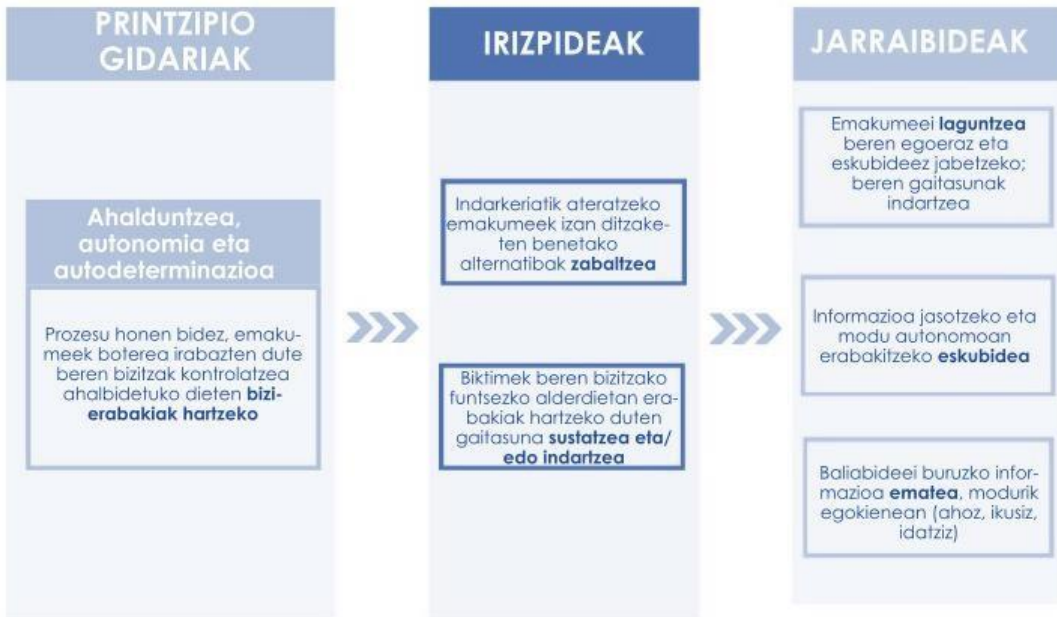 PRINTZIPIO
GIDARIAK
Ahalduntzea,
autonomia eta
autodeterminazioa
Prozesu honen bidez, emaku-
meek boterea irabazten dute
beren bizitzak kontrolatzea
ahalbidetuko dieten bizi-
erabakiak hartzeko
IRIZPIDEAK
Indarkeriatik ateratzeko
emakumeek izan ditzake-
ten benetako
alternatibak zabaltzea
Biktimek beren bizitzako
funtsezko alderdietan era-
bakiak hartzeko duten
gaitasuna sustatzea eta/
edo indartzea
JARRAIBIDEAK
Emakumeei laguntzea
beren egoeraz eta
eskubideez jabetzeko;
beren gaitasunak
indartzea
Informazioa jasotzeko eta
modu autonomoan
erabakitzeko eskubidea
Baliabideei buruzko infor-
mazioa ematea, modurik
egokienean (ahoz, ikusiz,
idatziz)